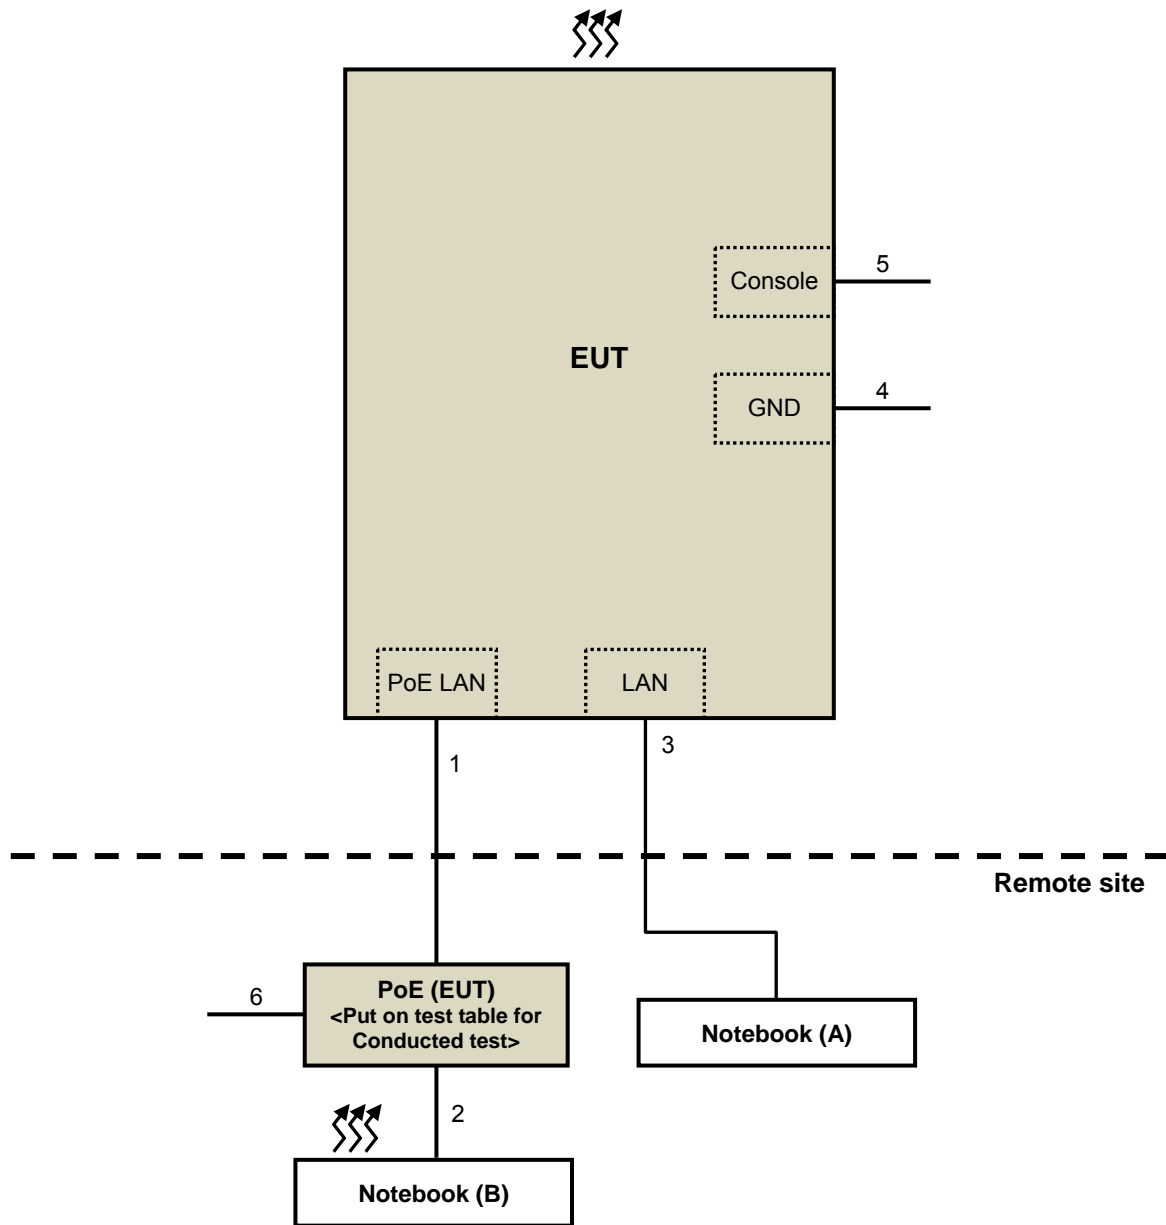 5
Console
EUT
4
GND
PoE LAN
LAN
1
3
Remote site
6
PoE (EUT)
<Put on test table for
Conducted test>
Notebook (A)
2
Notebook (B)